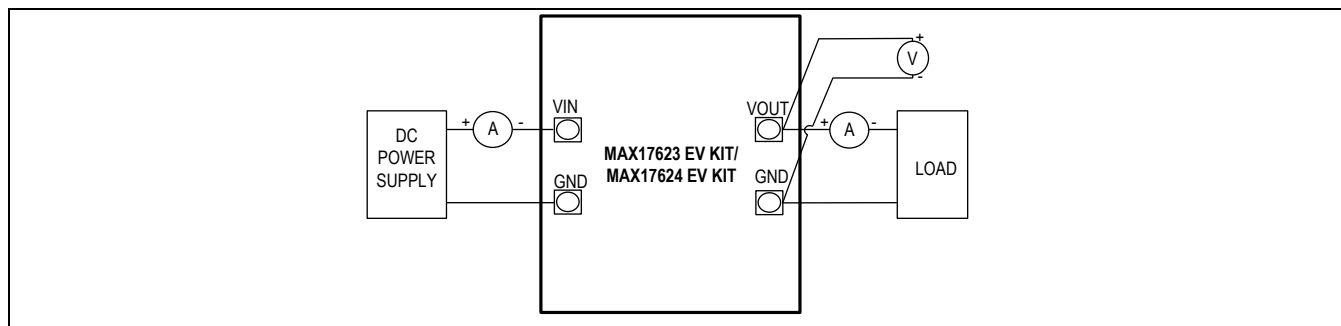 DC
POWER
SUPPLY
+ A -
VIN
GND
MAX17623 EV KIT/
MAX17624 EV KIT
VOUT
GND
+
V
-
+ A -
LOAD